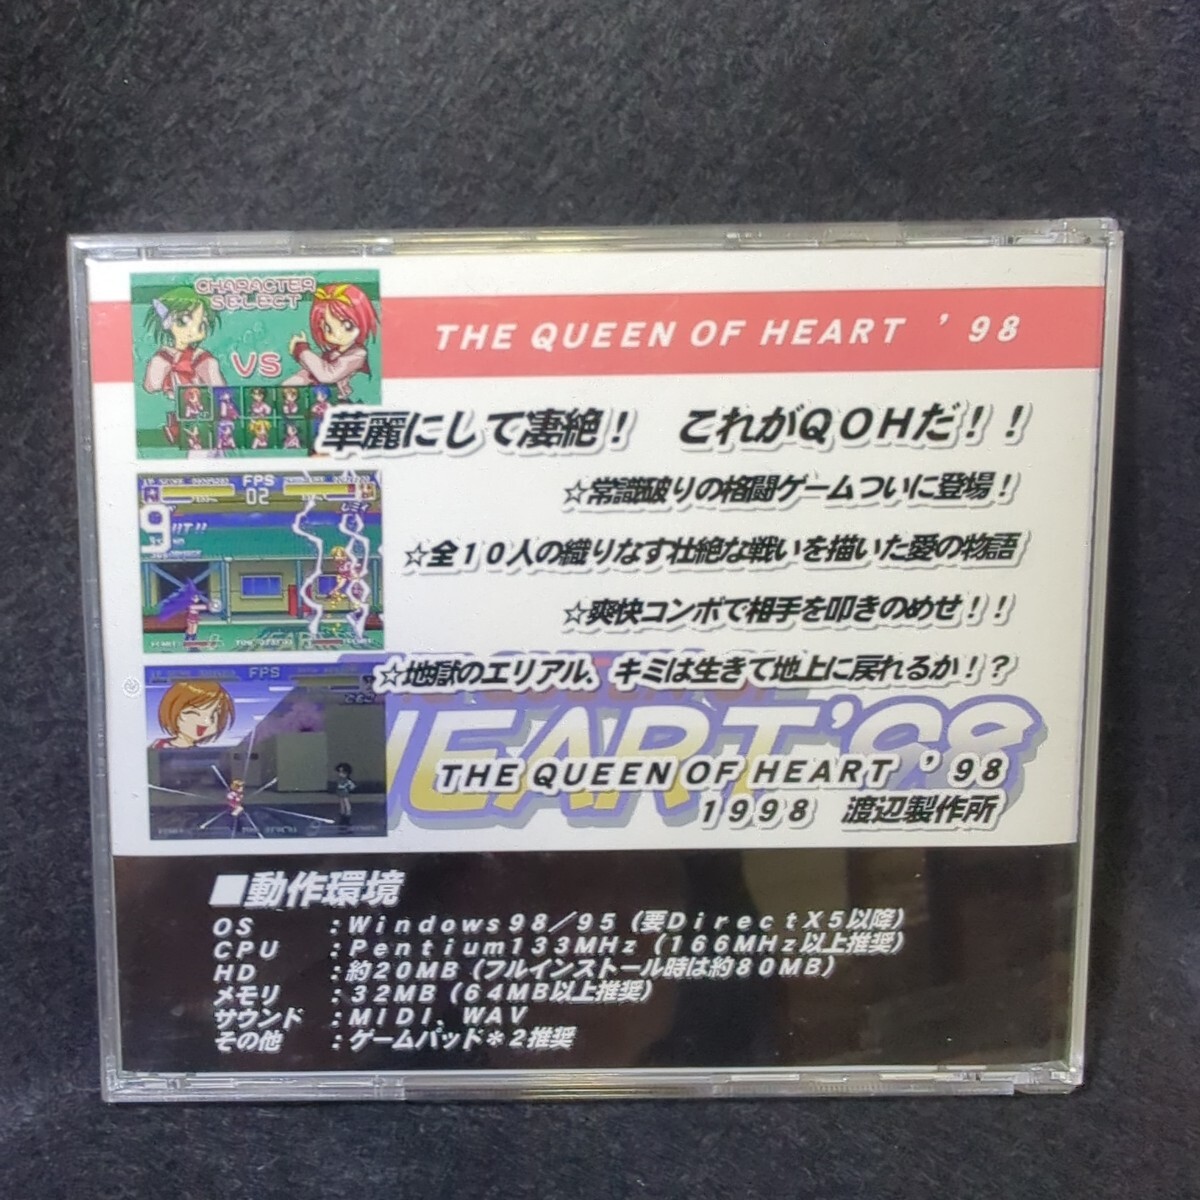 CHARACTER
SELECT
VS
THE QUEEN OF HEART '98
華麗にして凄絶! これがQOHだ!!
☆常識破りの格闘ゲームついに登場!
FPS
02
☆全10人の織りなす壮絶な戦いを描いた愛の物語
☆爽快コンボで相手を叩きのめせ!!
☆地獄のエリアル、キミは生きて地上に戻れるか!?
FPS
HEART'98
THE QUEEN OF HEART '98
1998 渡辺製作所
■動作環境
OS :Windows98/95(要DirectX5以降)
CPU :Pentium133MHz(166MHz以上推奨)
HD :約20MB(フルインストール時は約80MB)
メモリ :32MB(64MB以上推奨)
サウンド :MIDI、WAV
その他 :ゲームパッド*2推奨